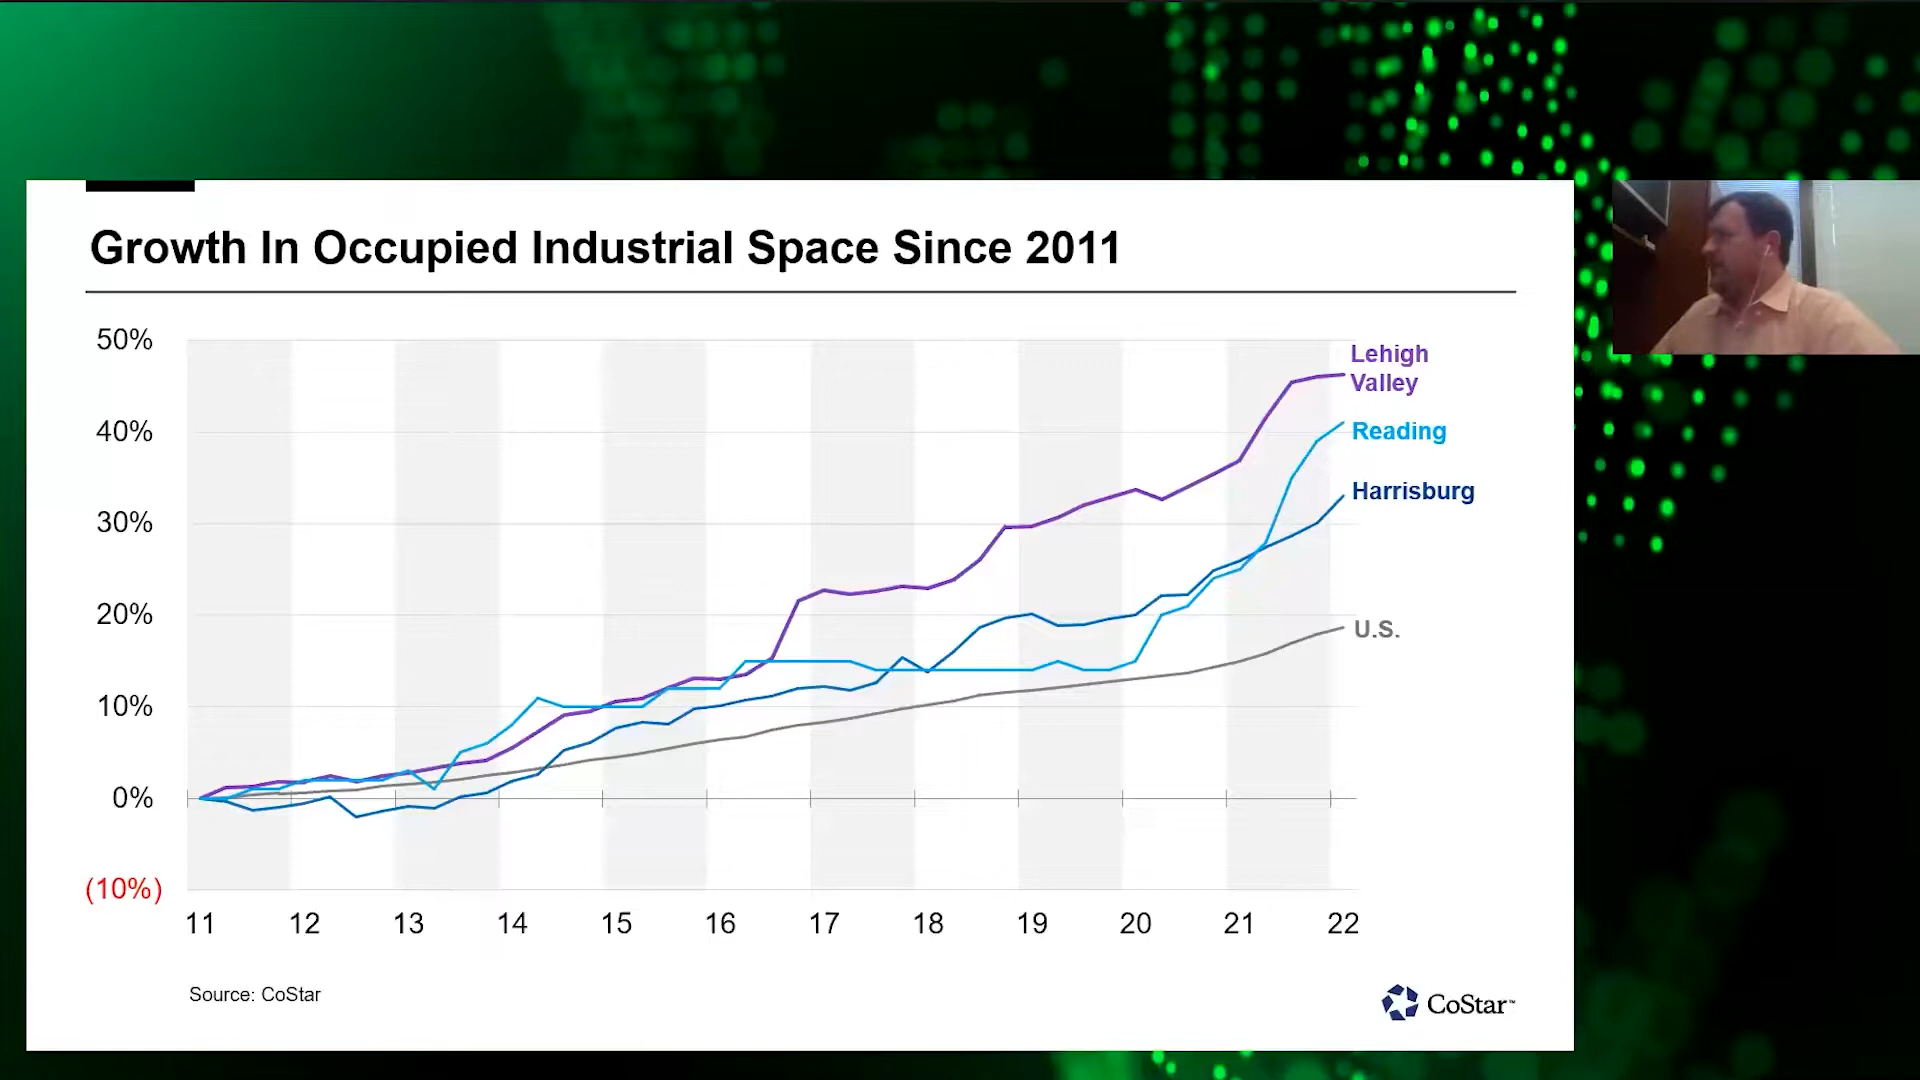 Growth In Occupied Industrial Space Since 2011
50%
40%
30%
20%
10%
0%
(10%)
Lehigh
Valley
Reading
Harrisburg
U.S.
11 12 13 14 15 16 17 18 19 20 21 22
Source: CoStar
CoStar™